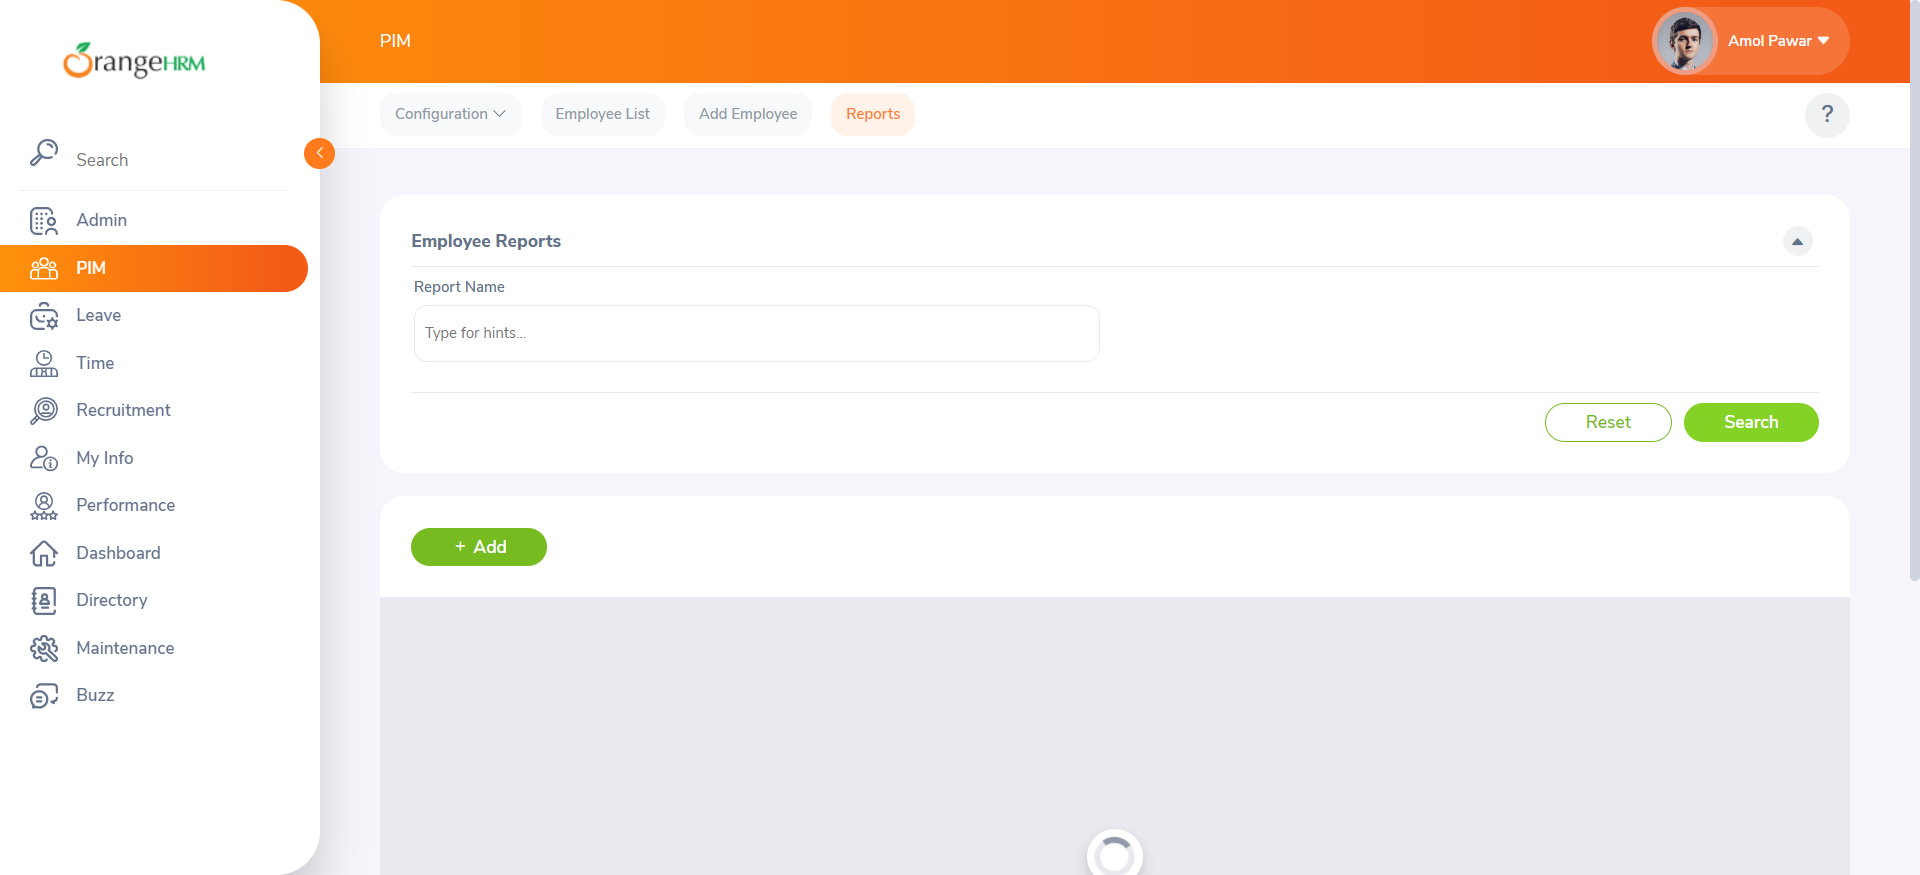 OrangeHRM
PIM
Amol Pawar
Configuration
Employee List
Add Employee
Reports
?
Search
Admin
PIM
Leave
Time
Recruitment
My Info
Performance
Dashboard
Directory
Maintenance
Buzz
Employee Reports
Report Name
Type for hints...
Reset
Search
+ Add